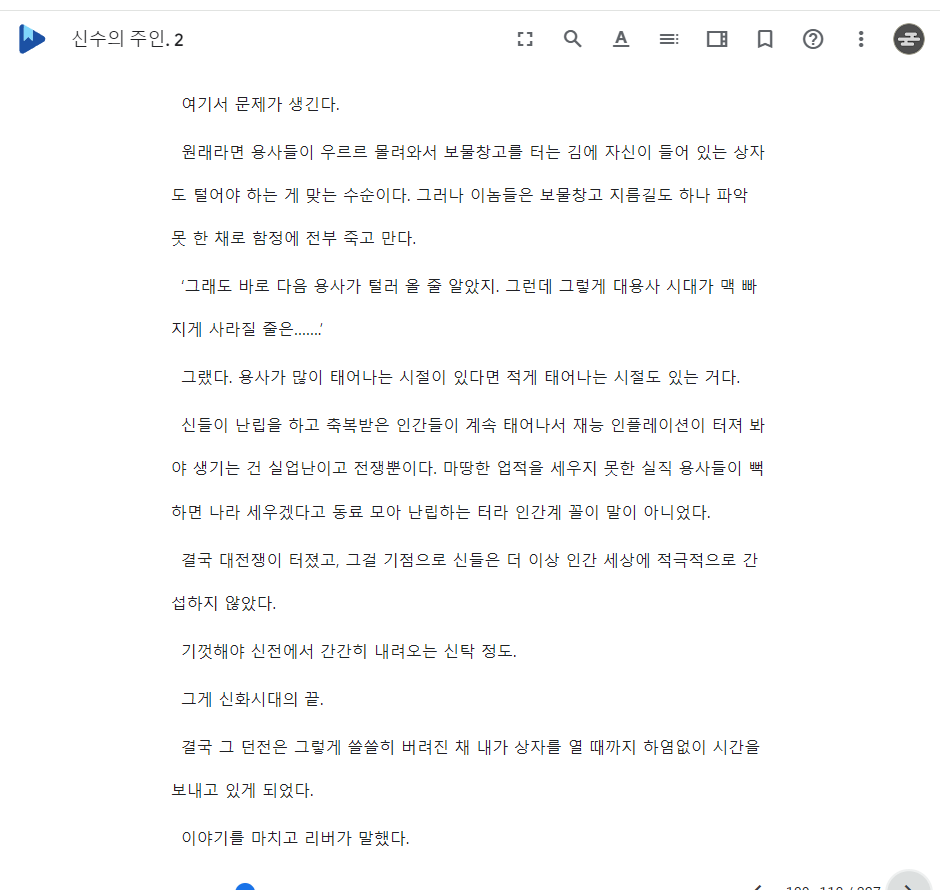 신수의 주인. 2
여기서 문제가 생긴다.
원래라면 용사들이 우르르 몰려와서 보물창고를 터는 김에 자신이 들어 있는 상자
도 털어야 하는 게 맞는 수순이다. 그러나 이놈들은 보물창고 지름길도 하나 파악
못 한 채로 함정에 전부 죽고 만다.
‘그래도 바로 다음 용사가 털러 올 줄 알았지. 그런데 그렇게 대용사 시대가 맥 빠
지게 사라질 줄은…….’
그랬다. 용사가 많이 태어나는 시절이 있다면 적게 태어나는 시절도 있는 거다.
신들이 난립을 하고 축복받은 인간들이 계속 태어나서 재능 인플레이션이 터져 봐
야 생기는 건 실업난이고 전쟁뿐이다. 마땅한 업적을 세우지 못한 실직 용사들이 뻑
하면 나라 세우겠다고 동료 모아 난립하는 터라 인간계 꼴이 말이 아니었다.
결국 대전쟁이 터졌고, 그걸 기점으로 신들은 더 이상 인간 세상에 적극적으로 간
섭하지 않았다.
기껏해야 신전에서 간간히 내려오는 신탁 정도.
그게 신화시대의 끝.
결국 그 던전은 그렇게 쓸쓸히 버려진 채 내가 상자를 열 때까지 하염없이 시간을
보내고 있게 되었다.
이야기를 마치고 리버가 말했다.